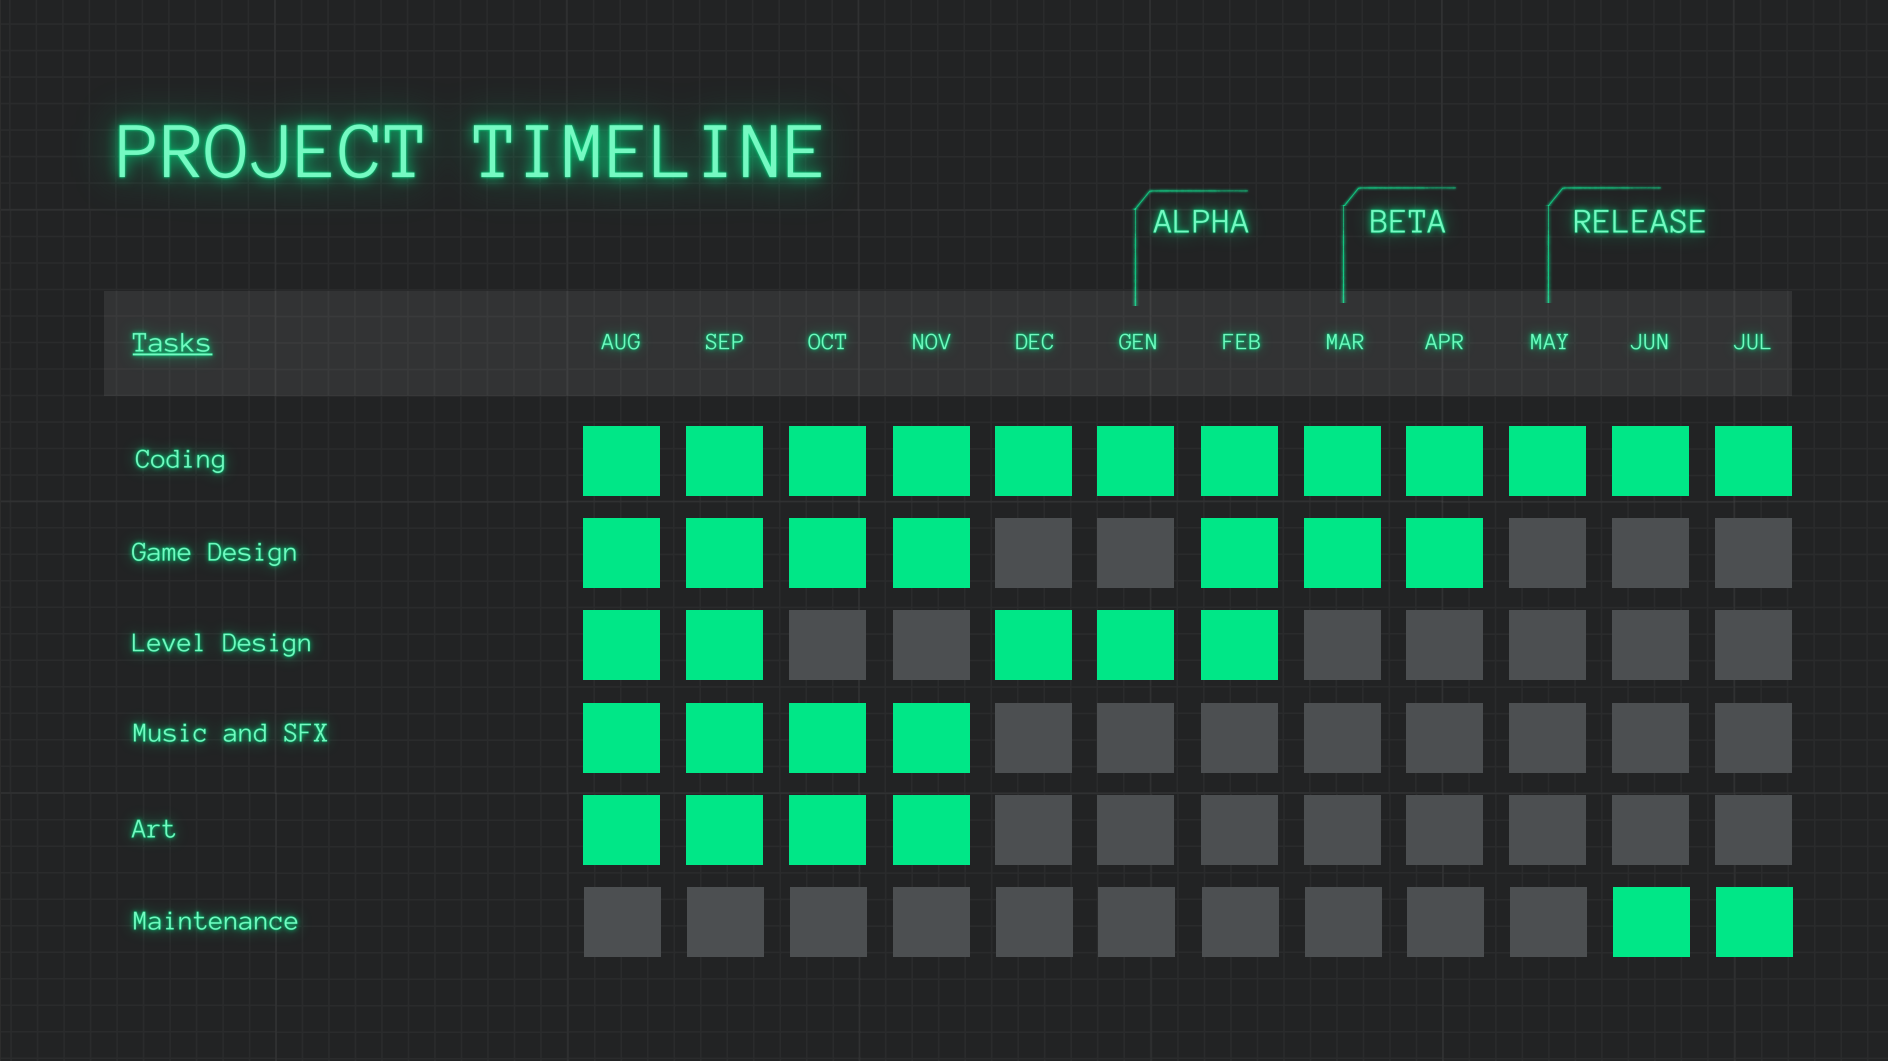 PROJECT TIMELINE
ALPHA BETA RELEASE
Tasks AUG SEP OCT NOV DEC GEN FEB MAR APR MAY JUN JUL
Coding
Game Design
Level Design
Music and SFX
Art
Maintenance